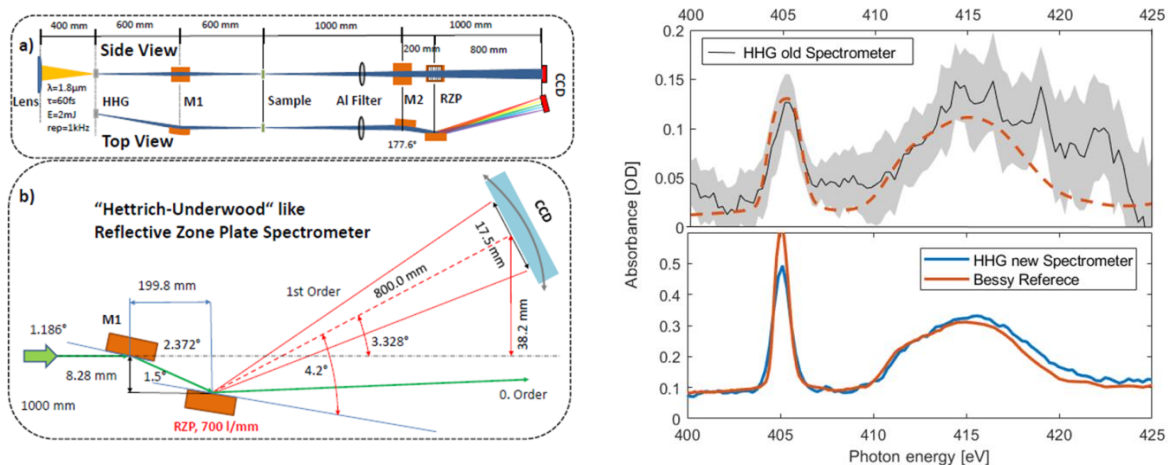 400 mm 600 mm 600 mm 1000 mm 1000 mm
a) Side View 200 mm 800 mm
Lens λ=1.8μm HHG M1 Sample Al Filter M2 RZP CCD
τ=60fs
E=2mJ
rep=1kHz
Top View 177.6°
b) "Hettrich-Underwood" like
Reflective Zone Plate Spectrometer
CCD
17.5 mm
800.0 mm
199.8 mm
1st Order
38.2 mm
M1
1.186°
2.372°
3.328°
8.28 mm
1.5°
4.2°
1000 mm
0. Order
RZP, 700 l/mm
400 405 410 415 420 425
0.2
HHG old Spectrometer
0.15
0.1
0.05
0
Absorbance [OD]
HHG new Spectrometer
Bessy Referece
0.5
0.4
0.3
0.2
0.1
0
400 405 410 415 420 425
Photon energy [eV]